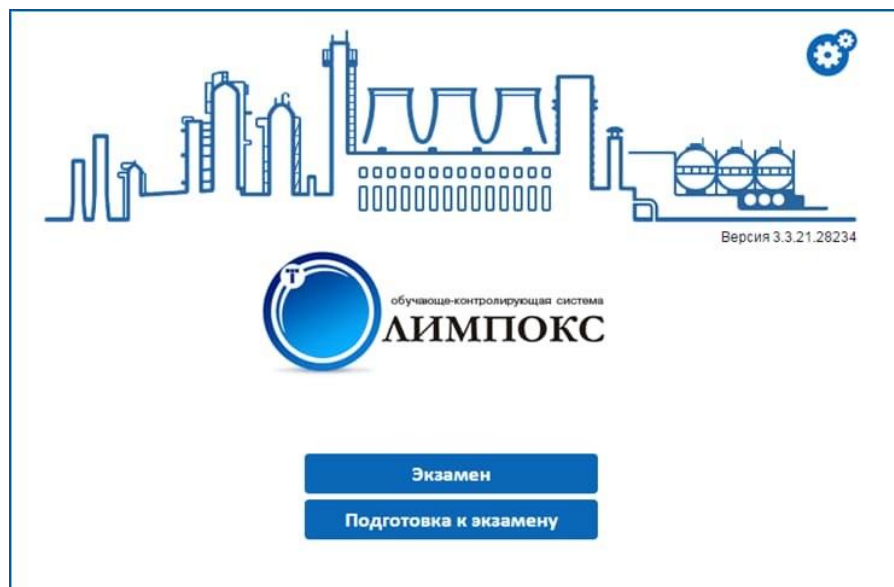 Версия 3.3.21.28234
Т
обучающе-контролирующая система
ОЛИМПОКС
Экзамен
Подготовка к экзамену